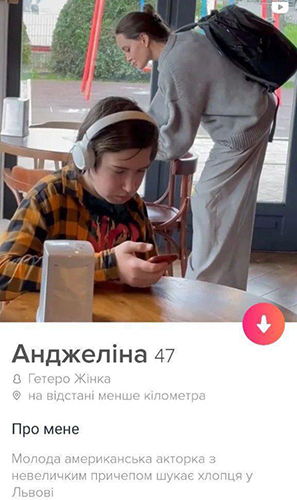 Анджеліна 47
Гетеро Жінка
на відстані менше кілометра
Про мене
Молода американська акторка з
невеличким причепом шукає хлопця у
Львові